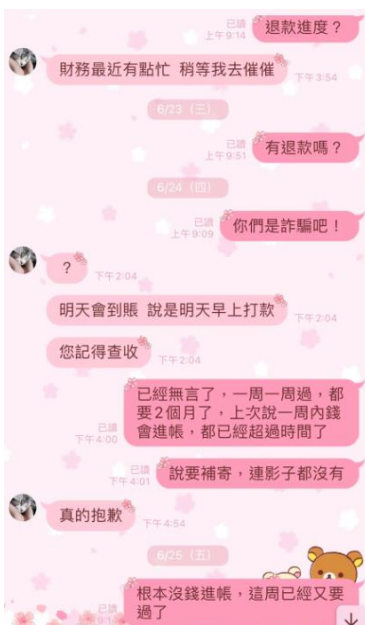 已讀
上午 9:14
退款進度？
財務最近有點忙 稍等我去催催
下午 3:54
6/23（三）
已讀
上午 9:51
有退款嗎？
6/24（四）
已讀
上午 9:09
你們是詐騙吧！
？
下午 2:04
明天會到賬 說是明天早上打款
下午 2:04
您記得查收
下午 2:04
已經無言了，一周一周過，都
要2個月了，上次說一周內錢
會進帳，都已經超過時間了
已讀
下午 4:00
已讀
下午 4:01
說要補寄，連影子都沒有
真的抱歉
下午 4:54
6/25（五）
根本沒錢進帳，這周已經又要
過了
已讀